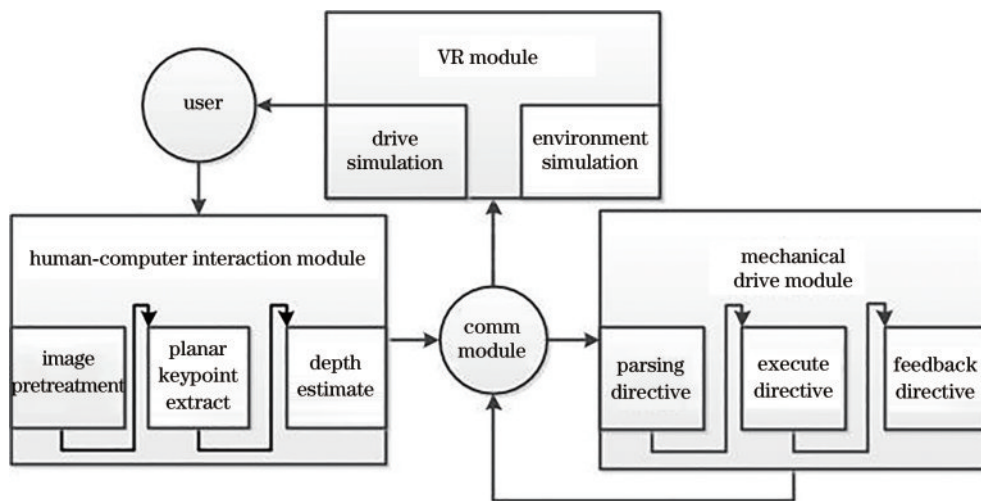 VR module
user
drive
simulation
environment
simulation
human-computer interaction module
image
pretreatment
planar
keypoint
extract
depth
estimate
comm
module
mechanical
drive module
parsing
directive
execute
directive
feedback
directive